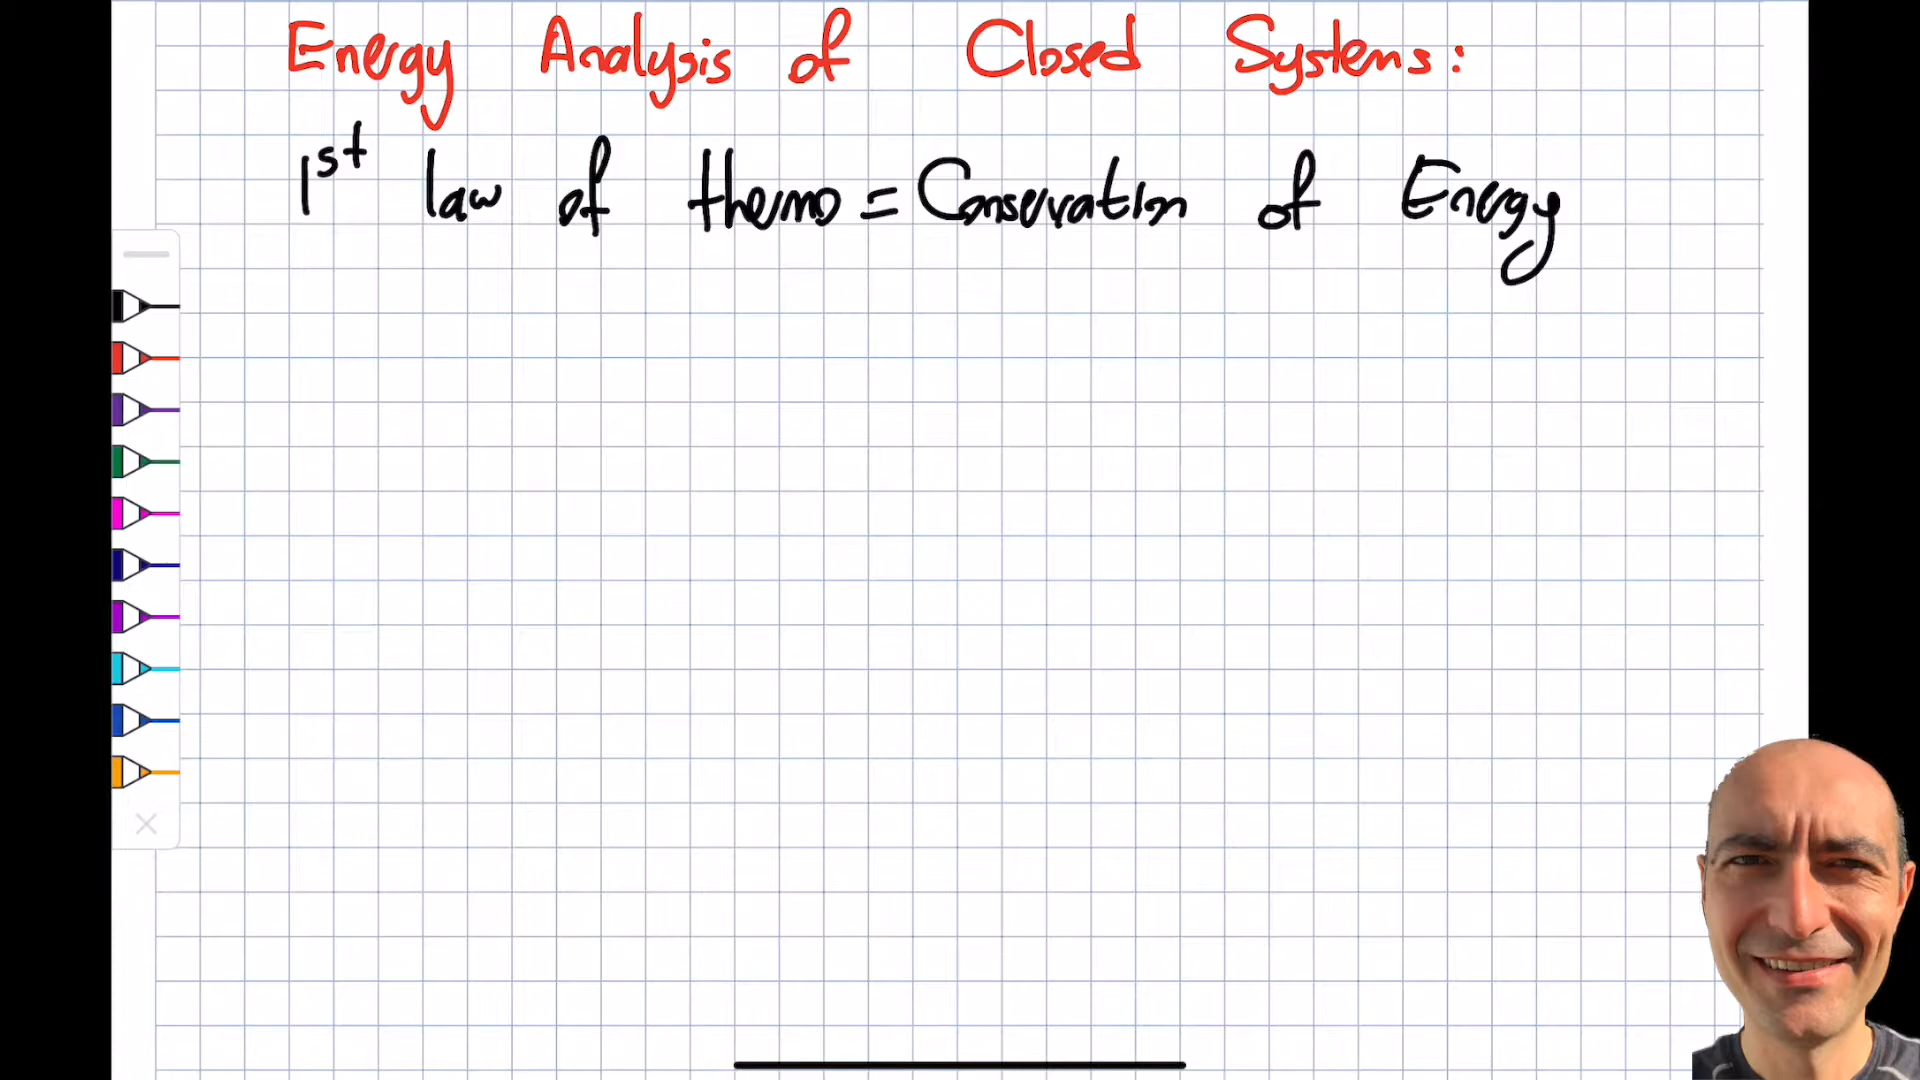 Energy Analysis of Closed Systems:
1st law of thermo = Conservation of Energy